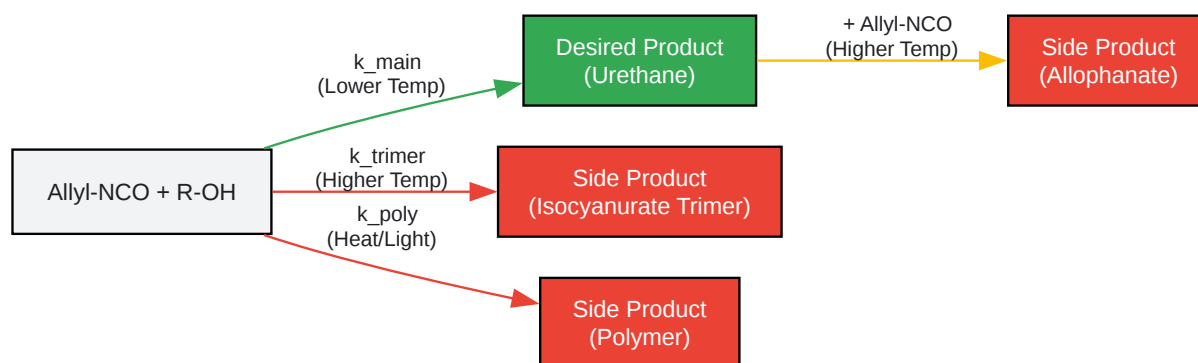 Allyl-NCO + R-OH
k_main
(Lower Temp)
Desired Product
(Urethane)
+ Allyl-NCO
(Higher Temp)
Side Product
(Allophanate)
k_trimer
(Higher Temp)
Side Product
(Isocyanurate Trimer)
k_poly
(Heat/Light)
Side Product
(Polymer)